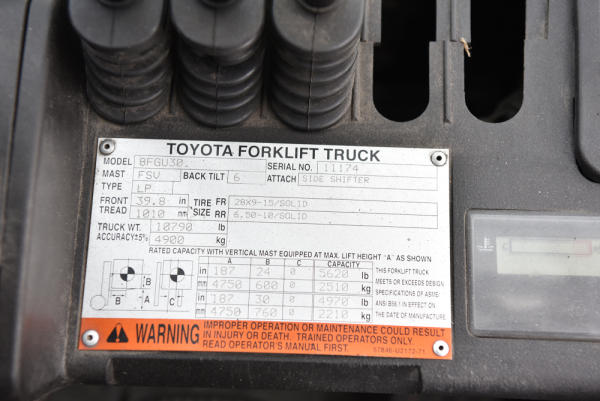 TOYOTA FORKLIFT TRUCK
MODEL 8FGU30. SERIAL NO. 11174
MAST FSV BACK TILT 6 ATTACH SIDE SHIFTER
TYPE LP
FRONT TREAD 39.8 in TIRE *SIZE FR 28X9-15/SOLID
1010 mm RR 6.50-10/SOLID
TRUCK WT. 10790 lb
ACCURACY±5% 4900 kg
RATED CAPACITY WITH VERTICAL MAST EQUIPPED AT MAX. LIFT HEIGHT "A" AS SHOWN
A B C CAPACITY
in 187 24 0 5620 lb THIS FORKLIFT TRUCK
mm 4750 600 0 2510 kg MEETS OR EXCEEDS DESIGN
in 187 30 0 4970 lb SPECIFICATIONS OF ASME/
mm 4750 760 0 2210 kg ANSI B56.1 IN EFFECT ON
THE DATE OF MANUFACTURE
B A C
WARNING IMPROPER OPERATION OR MAINTENANCE COULD RESULT
IN INJURY OR DEATH. TRAINED OPERATORS ONLY.
READ OPERATOR'S MANUAL FIRST.
57846-U2172-71